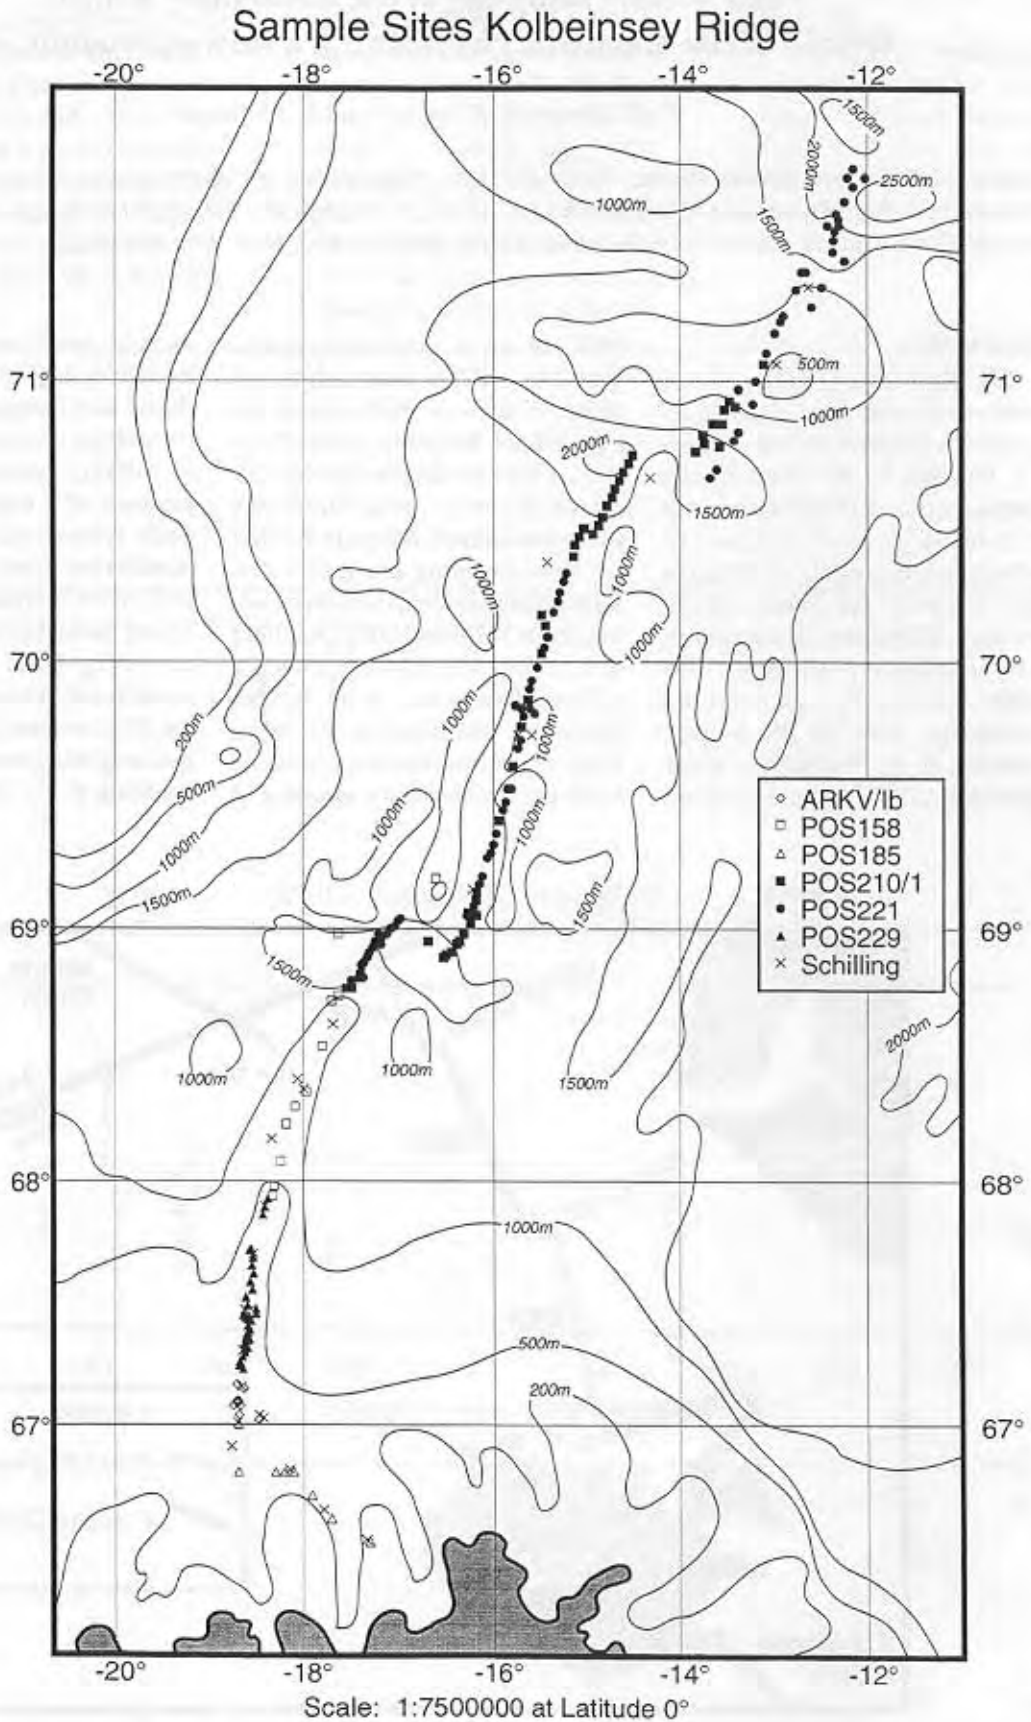 Sample Sites Kolbeinsey Ridge
-20° -18° -16° -14° -12°
1500m
2000m
2500m
1000m
1500m
71°
500m
71°
1000m
2000m
1500m
1000m
1000m
1000m
70°
70°
200m
1000m
1000m
500m
1000m
1000m
1000m
1500m
1500m
69°
69°
1500m
2000m
1000m
1000m
1500m
68°
68°
1000m
500m
200m
67°
67°
ARKV/Ib
POS158
POS185
POS210/1
POS221
POS229
Schilling
-20° -18° -16° -14° -12°
Scale: 1:7500000 at Latitude 0°